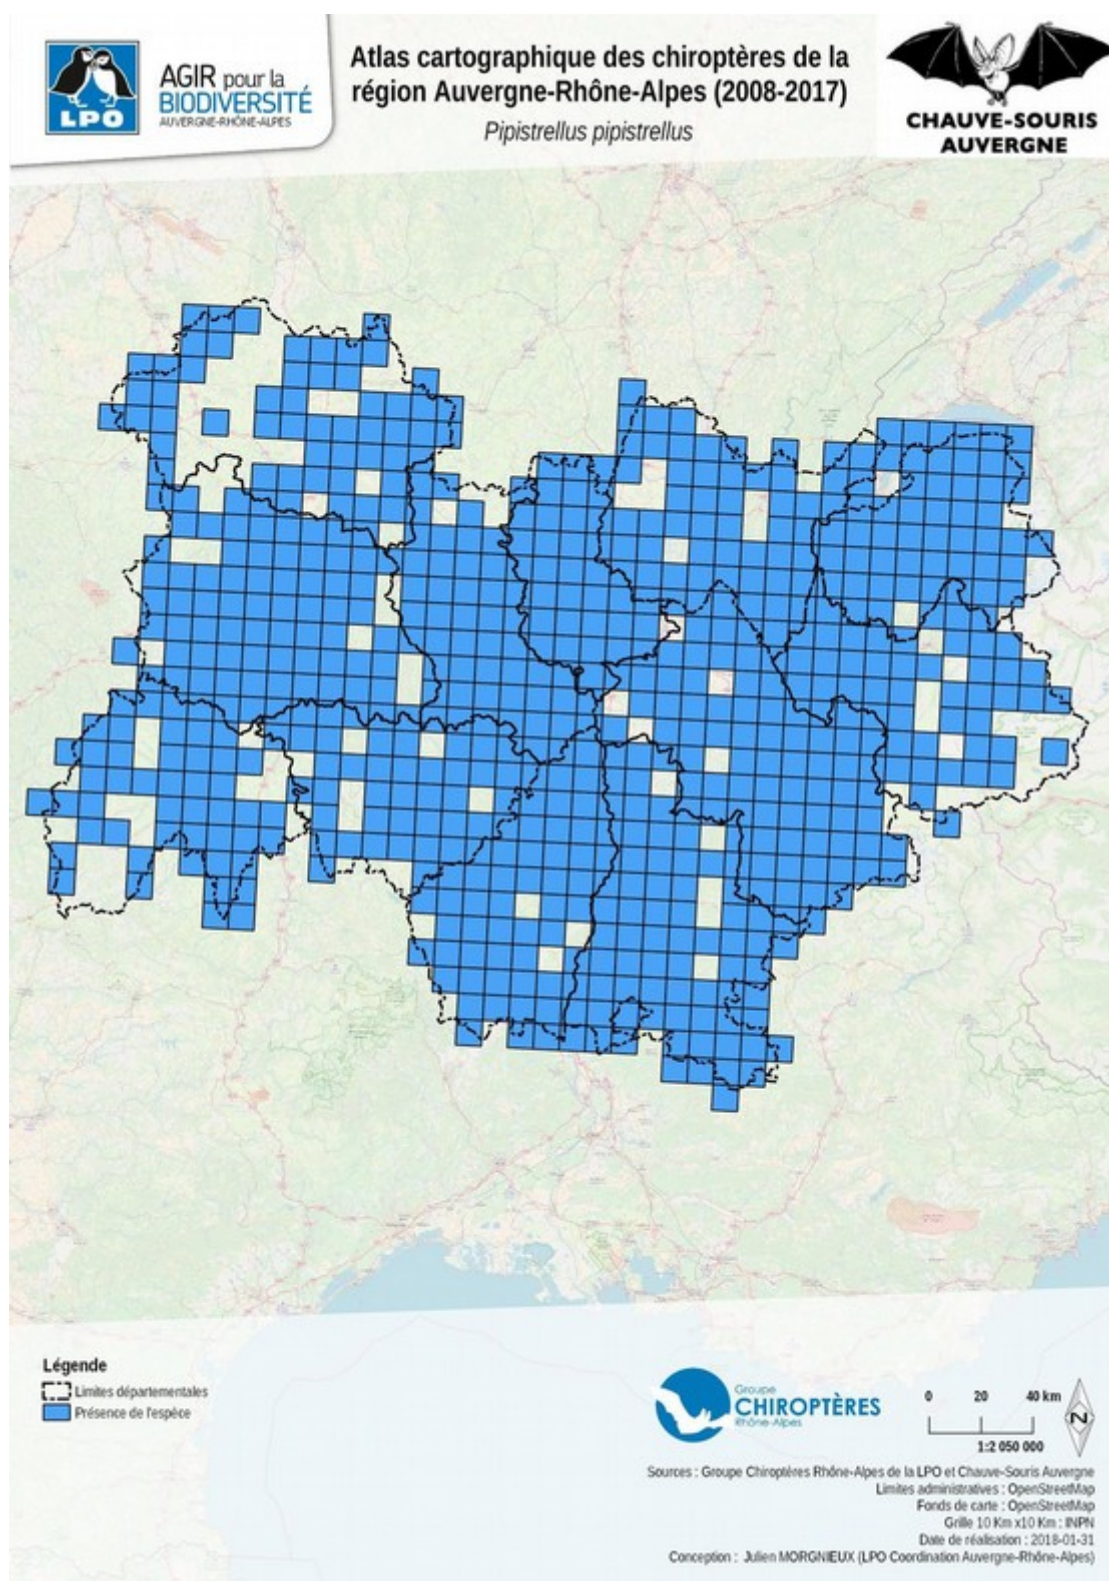 LPO
AGIR pour la
BIODIVERSITÉ
AUVERGNE-RHÔNE-ALPES
Atlas cartographique des chiroptères de la
région Auvergne-Rhône-Alpes (2008-2017)
Pipistrellus pipistrellus
CHAUVE-SOURIS
AUVERGNE
Légende
Limites départementales
Présence de l'espèce
Groupe
CHIROPTÈRES
Rhône-Alpes
0 20 40 km
1:2 050 000
N
Sources : Groupe Chiroptères Rhône-Alpes de la LPO et Chauve-Souris Auvergne
Limites administratives : OpenStreetMap
Fonds de carte : OpenStreetMap
Grille 10 Km x10 Km : INPN
Date de réalisation : 2018-01-31
Conception : Julien MORGNIEUX (LPO Coordination Auvergne-Rhône-Alpes)